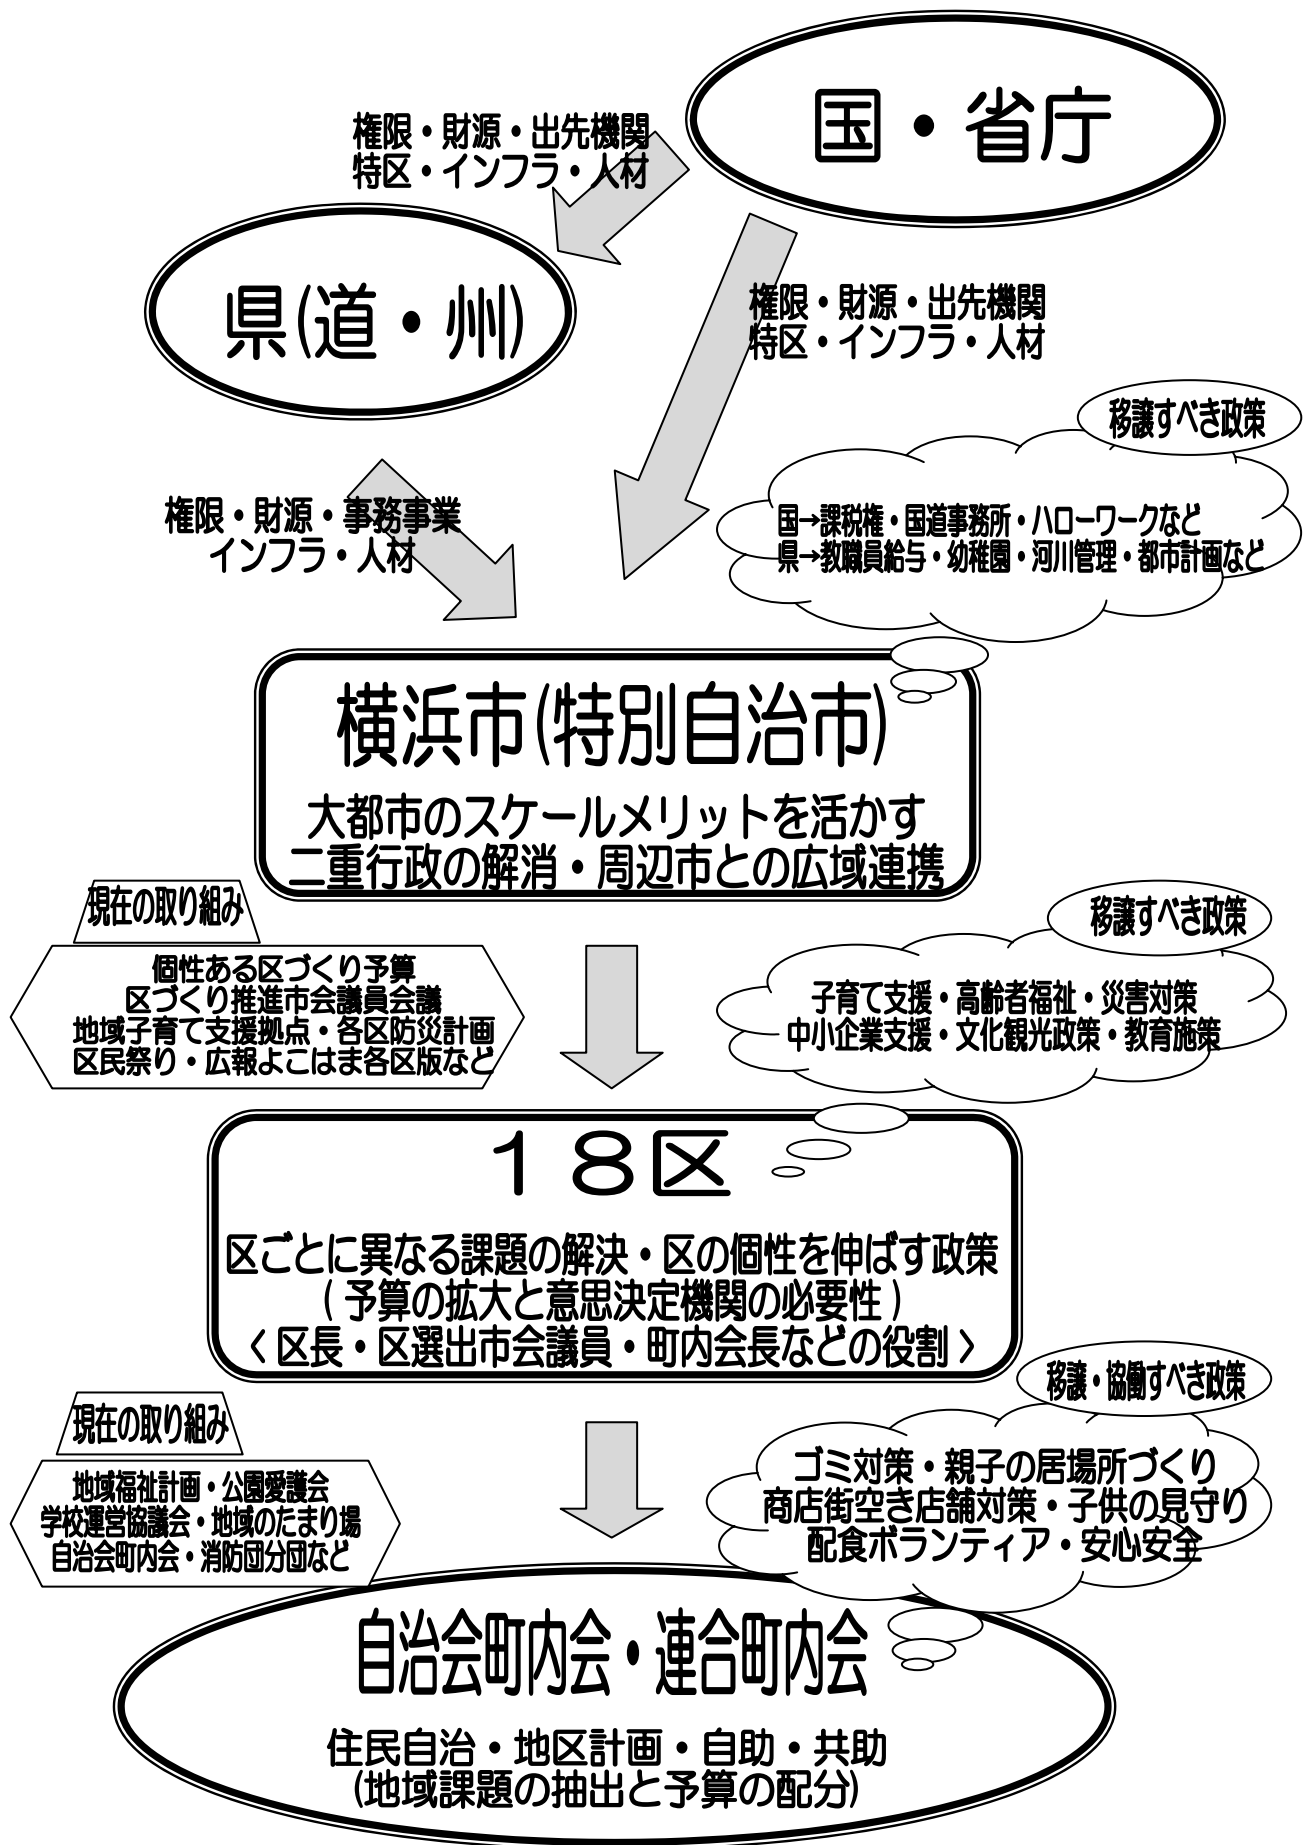 国・省庁
権限・財源・出先機関
特区・インフラ・人材
県(道・州)
権限・財源・出先機関
特区・インフラ・人材
移譲すべき政策
国→課税権・国道事務所・ハローワークなど
県→教職員給与・幼稚園・河川管理・都市計画など
権限・財源・事務事業
インフラ・人材
横浜市(特別自治市)
大都市のスケールメリットを活かす
二重行政の解消・周辺市との広域連携
現在の取り組み
個性ある区づくり予算
区づくり推進市会議員会議
地域子育て支援拠点・各区防災計画
区民祭り・広報よこはま各区版など
移譲すべき政策
子育て支援・高齢者福祉・災害対策
中小企業支援・文化観光政策・教育施策
１８区
区ごとに異なる課題の解決・区の個性を伸ばす政策
(予算の拡大と意思決定機関の必要性)
〈区長・区選出市会議員・町内会長などの役割〉
現在の取り組み
地域福祉計画・公園愛護会
学校運営協議会・地域のたまり場
自治会町内会・消防団分団など
移譲・協働すべき政策
ゴミ対策・親子の居場所づくり
商店街空き店舗対策・子供の見守り
配食ボランティア・安心安全
自治会町内会・連合町内会
住民自治・地区計画・自助・共助
(地域課題の抽出と予算の配分)